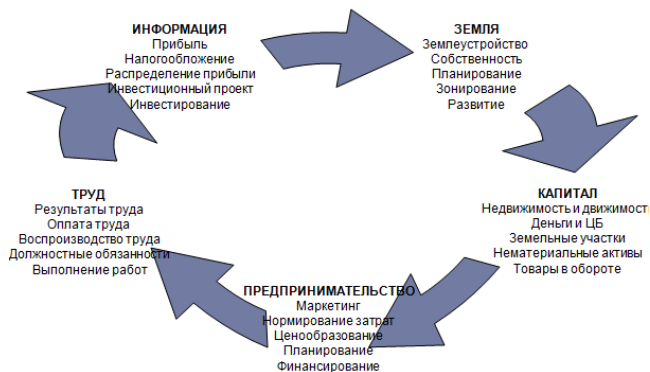 ИНФОРМАЦИЯ
Прибыль
Налогообложение
Распределение прибыли
Инвестиционный проект
Инвестирование
ЗЕМЛЯ
Землеустройство
Собственность
Планирование
Зонирование
Развитие
КАПИТАЛ
Недвижимость и движимост
Деньги и ЦБ
Земельные участки
Нематериальные активы
Товары в обороте
ПРЕДПРИНИМАТЕЛЬСТВО
Маркетинг
Нормирование затрат
Ценообразование
Планирование
Финансирование
ТРУД
Результаты труда
Оплата труда
Воспроизводство труда
Должностные обязанности
Выполнение работ